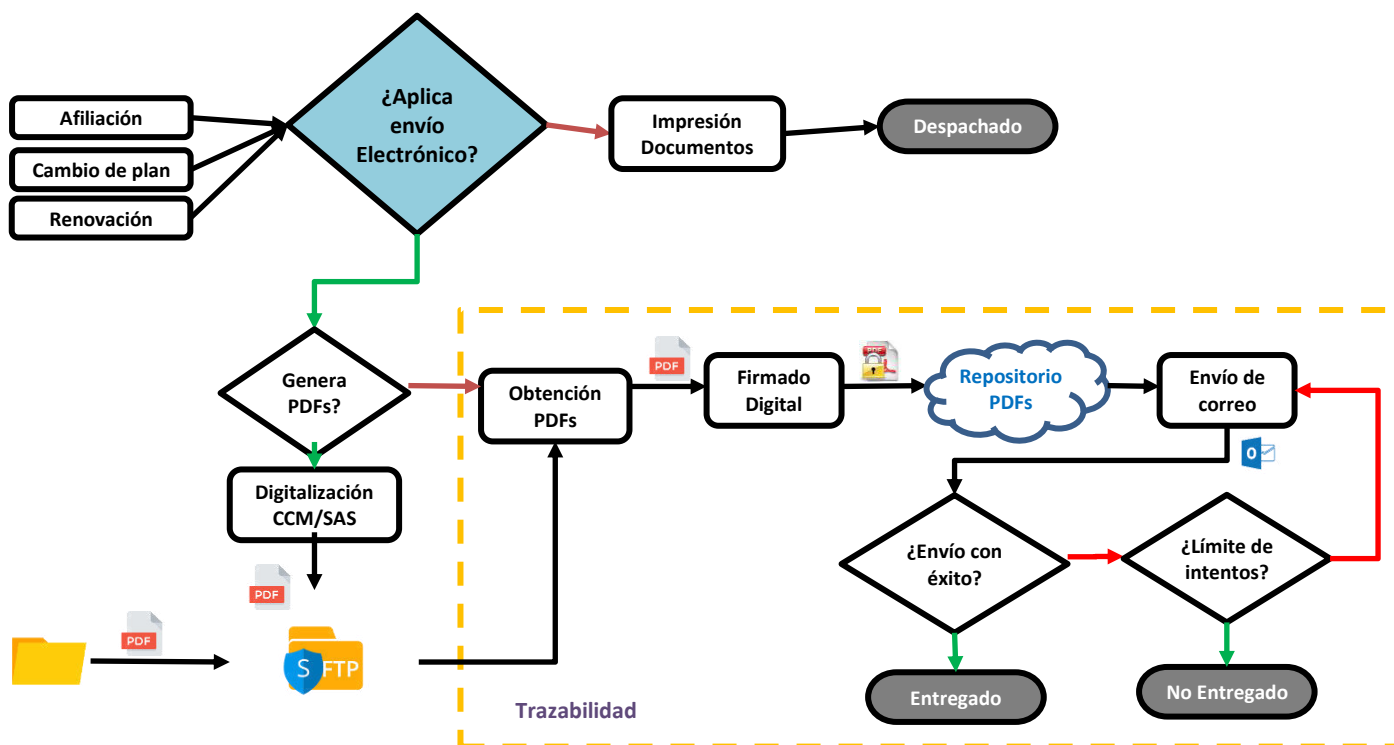 ¿Aplica
envío
Electrónico?
Afiliación
Cambio de plan
Renovación
Impresión
Documentos
Despachado
Genera
PDFs?
Obtención
PDFs
PDF
Firmado
Digital
PDF
Repositorio
PDFs
Envío de
correo
O
Digitalización
CCM/SAS
PDF
¿Envío con
éxito?
¿Límite de
intentos?
PDF
S FTP
Entregado
No Entregado
Trazabilidad